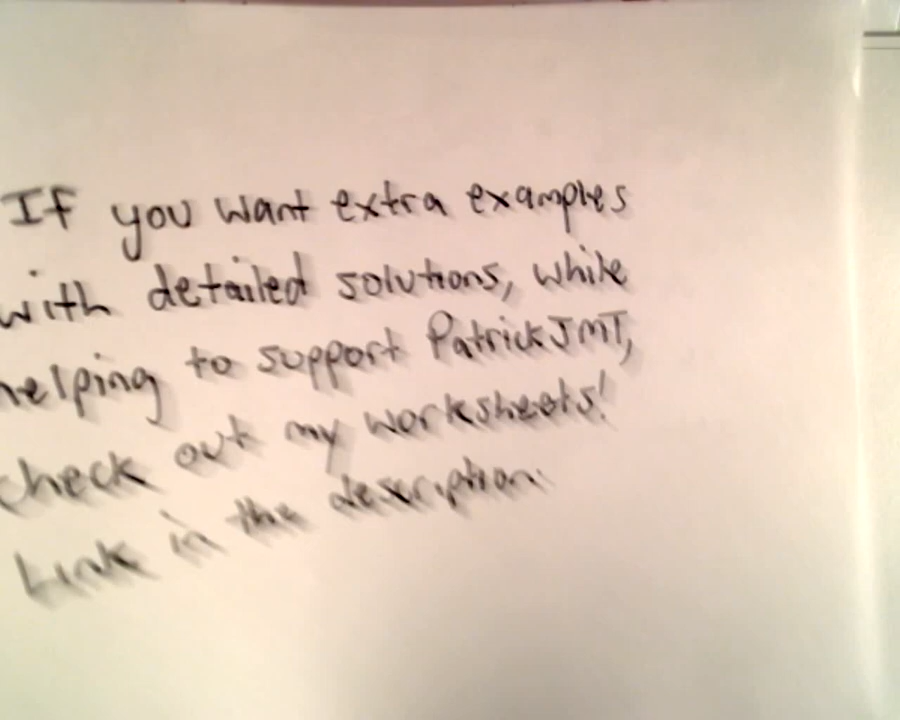 If you want extra examples
with detailed solutions, while
helping to support PatrickJMT,
check out my worksheets!
Link in the description.